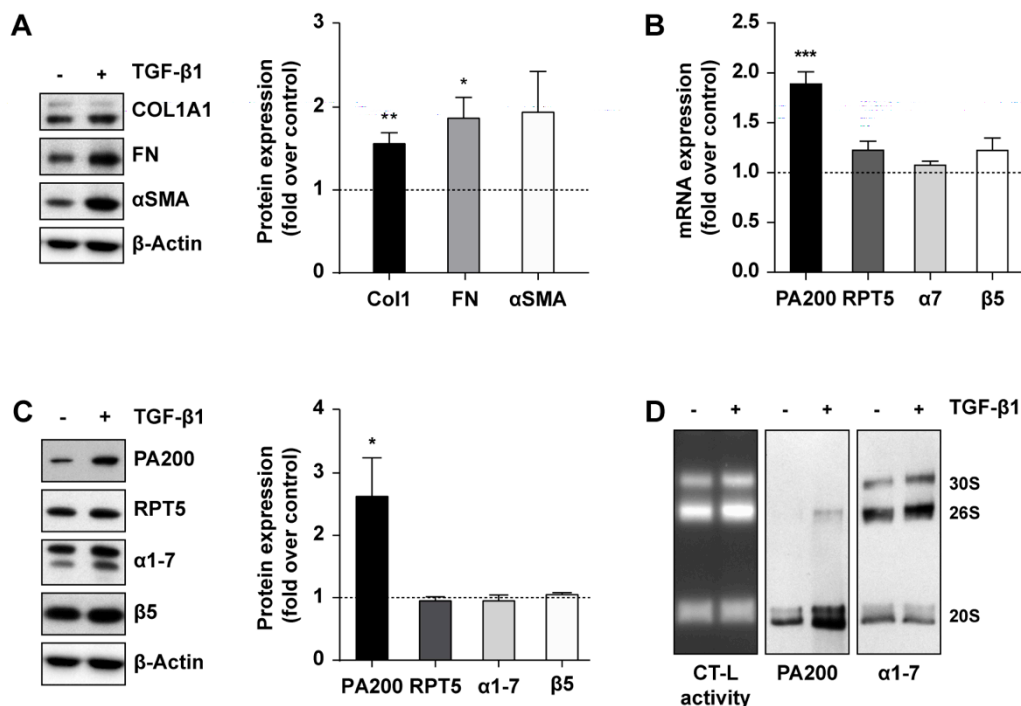 A
- + TGF-β1
COL1A1
FN
αSMA
β-Actin
Protein expression
(fold over control)
3
2
1
0
**
*
Col1 FN αSMA
B
mRNA expression
(fold over control)
2.5
2.0
1.5
1.0
0.5
0.0
***
PA200 RPT5 α7 β5
C
- + TGF-β1
PA200
RPT5
α1-7
β5
β-Actin
Protein expression
(fold over control)
4
3
2
1
0
*
PA200 RPT5 α1-7 β5
D
- + - + - + TGF-β1
30S
26S
20S
CT-L
activity
PA200
α1-7